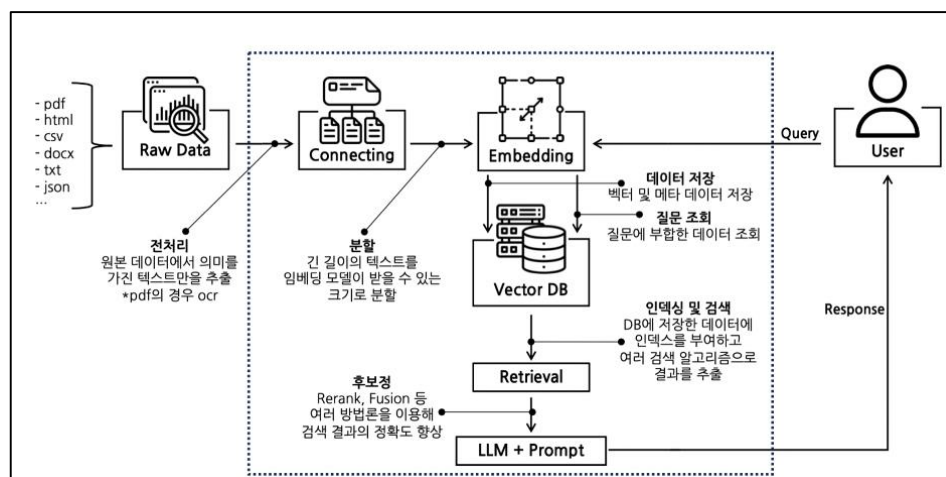 - pdf
- html
- csv
- docx
- txt
- json
...
Raw Data
Connecting
Embedding
Query
User
전처리
원본 데이터에서 의미를
가진 텍스트만을 추출
*pdf의 경우 ocr
분할
긴 길이의 텍스트를
임베딩 모델이 받을 수 있는
크기로 분할
데이터 저장
벡터 및 메타 데이터 저장
질문 조회
질문에 부합한 데이터 조회
Vector DB
인덱싱 및 검색
DB에 저장한 데이터에
인덱스를 부여하고
여러 검색 알고리즘으로
결과를 추출
Response
Retrieval
후보정
Rerank, Fusion 등
여러 방법론을 이용해
검색 결과의 정확도 향상
LLM + Prompt